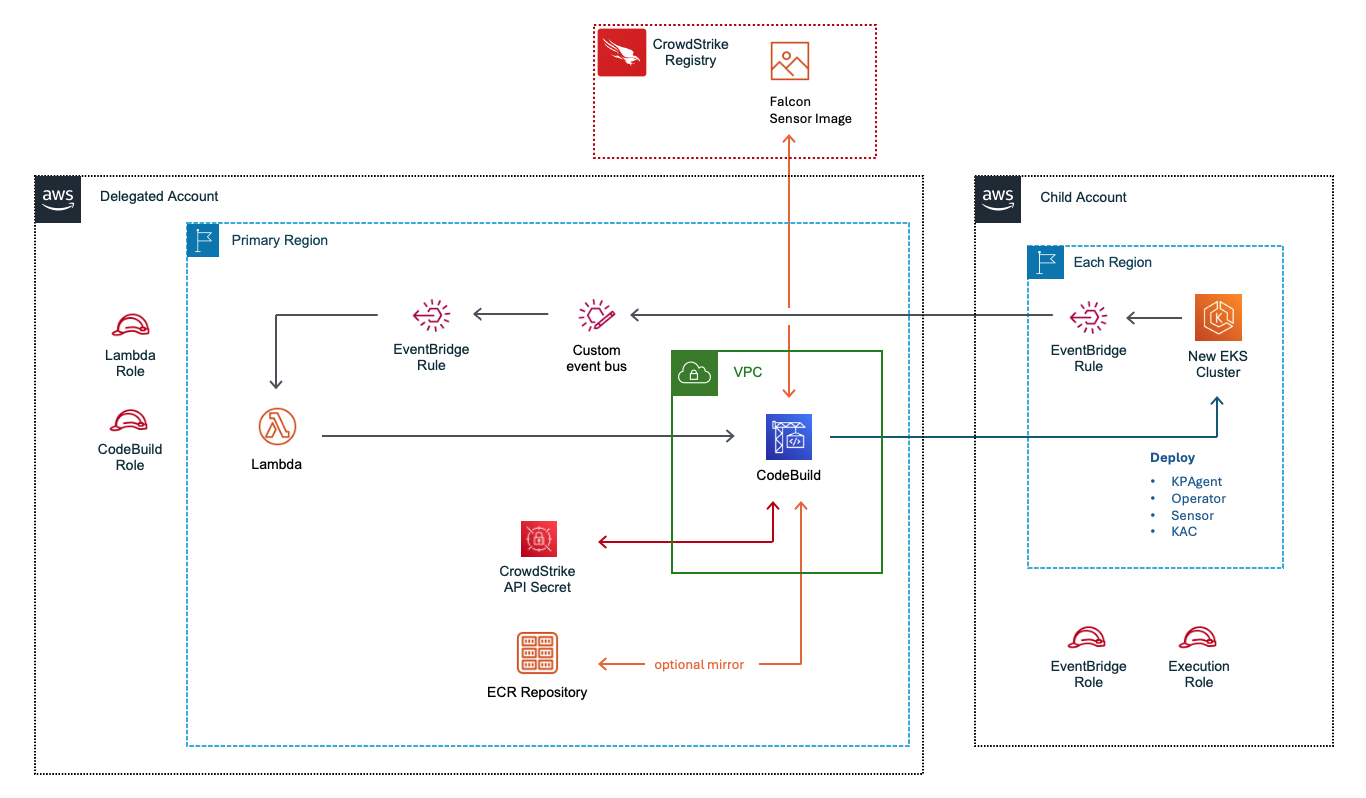 CrowdStrike
Registry
Falcon
Sensor Image
aws
Delegated Account
Primary Region
Lambda
Role
CodeBuild
Role
EventBridge
Rule
Custom
event bus
Lambda
VPC
CodeBuild
CrowdStrike
API Secret
ECR Repository
optional mirror
aws
Child Account
Each Region
EventBridge
Rule
K
New EKS
Cluster
Deploy
• KPAgent
• Operator
• Sensor
• KAC
EventBridge
Role
Execution
Role